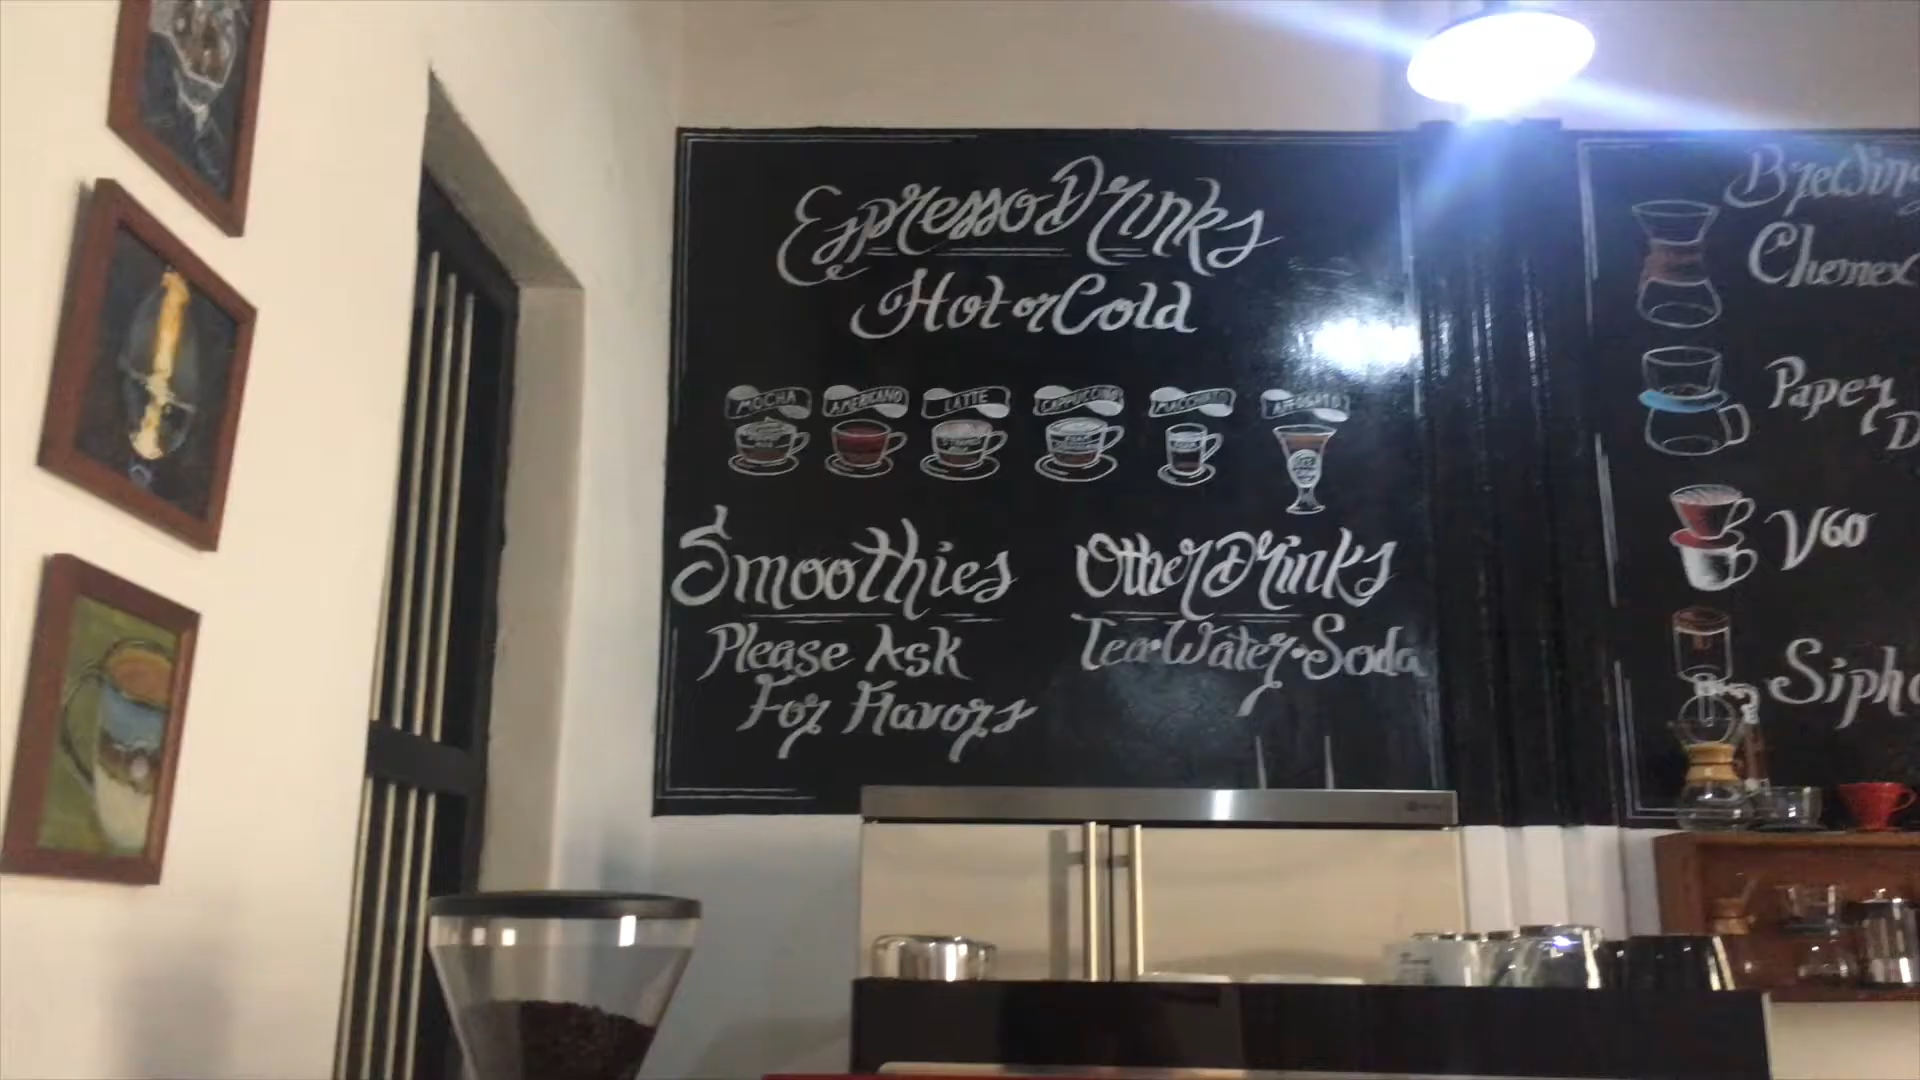 Espresso Drinks
Hot or Cold
MOCHA
AMERICANO
LATTE
CAPPUCCINO
MACCHIATO
AFFOGATO
Smoothies
Please Ask
For Flavors
Other Drinks
Tea·Water·Soda
Brewing
Chemex
Paper
V60